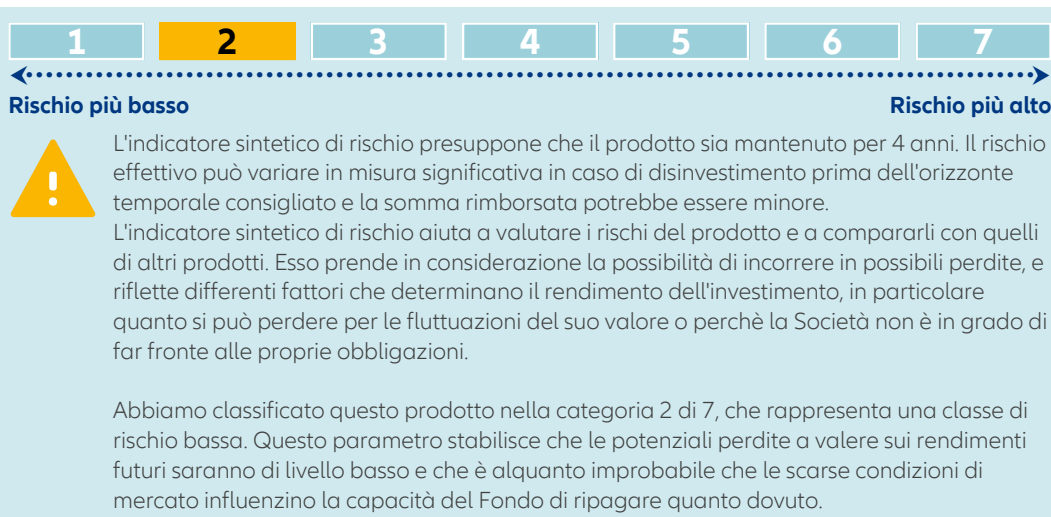 1 2 3 4 5 6 7
Rischio più basso Rischio più alto
L'indicatore sintetico di rischio presuppone che il prodotto sia mantenuto per 4 anni. Il rischio
effettivo può variare in misura significativa in caso di disinvestimento prima dell'orizzonte
temporale consigliato e la somma rimborsata potrebbe essere minore.
L'indicatore sintetico di rischio aiuta a valutare i rischi del prodotto e a compararli con quelli
di altri prodotti. Esso prende in considerazione la possibilità di incorrere in possibili perdite, e
riflette differenti fattori che determinano il rendimento dell'investimento, in particolare
quanto si può perdere per le fluttuazioni del suo valore o perchè la Società non è in grado di
far fronte alle proprie obbligazioni.
Abbiamo classificato questo prodotto nella categoria 2 di 7, che rappresenta una classe di
rischio bassa. Questo parametro stabilisce che le potenziali perdite a valere sui rendimenti
futuri saranno di livello basso e che è alquanto improbabile che le scarse condizioni di
mercato influenzino la capacità del Fondo di ripagare quanto dovuto.